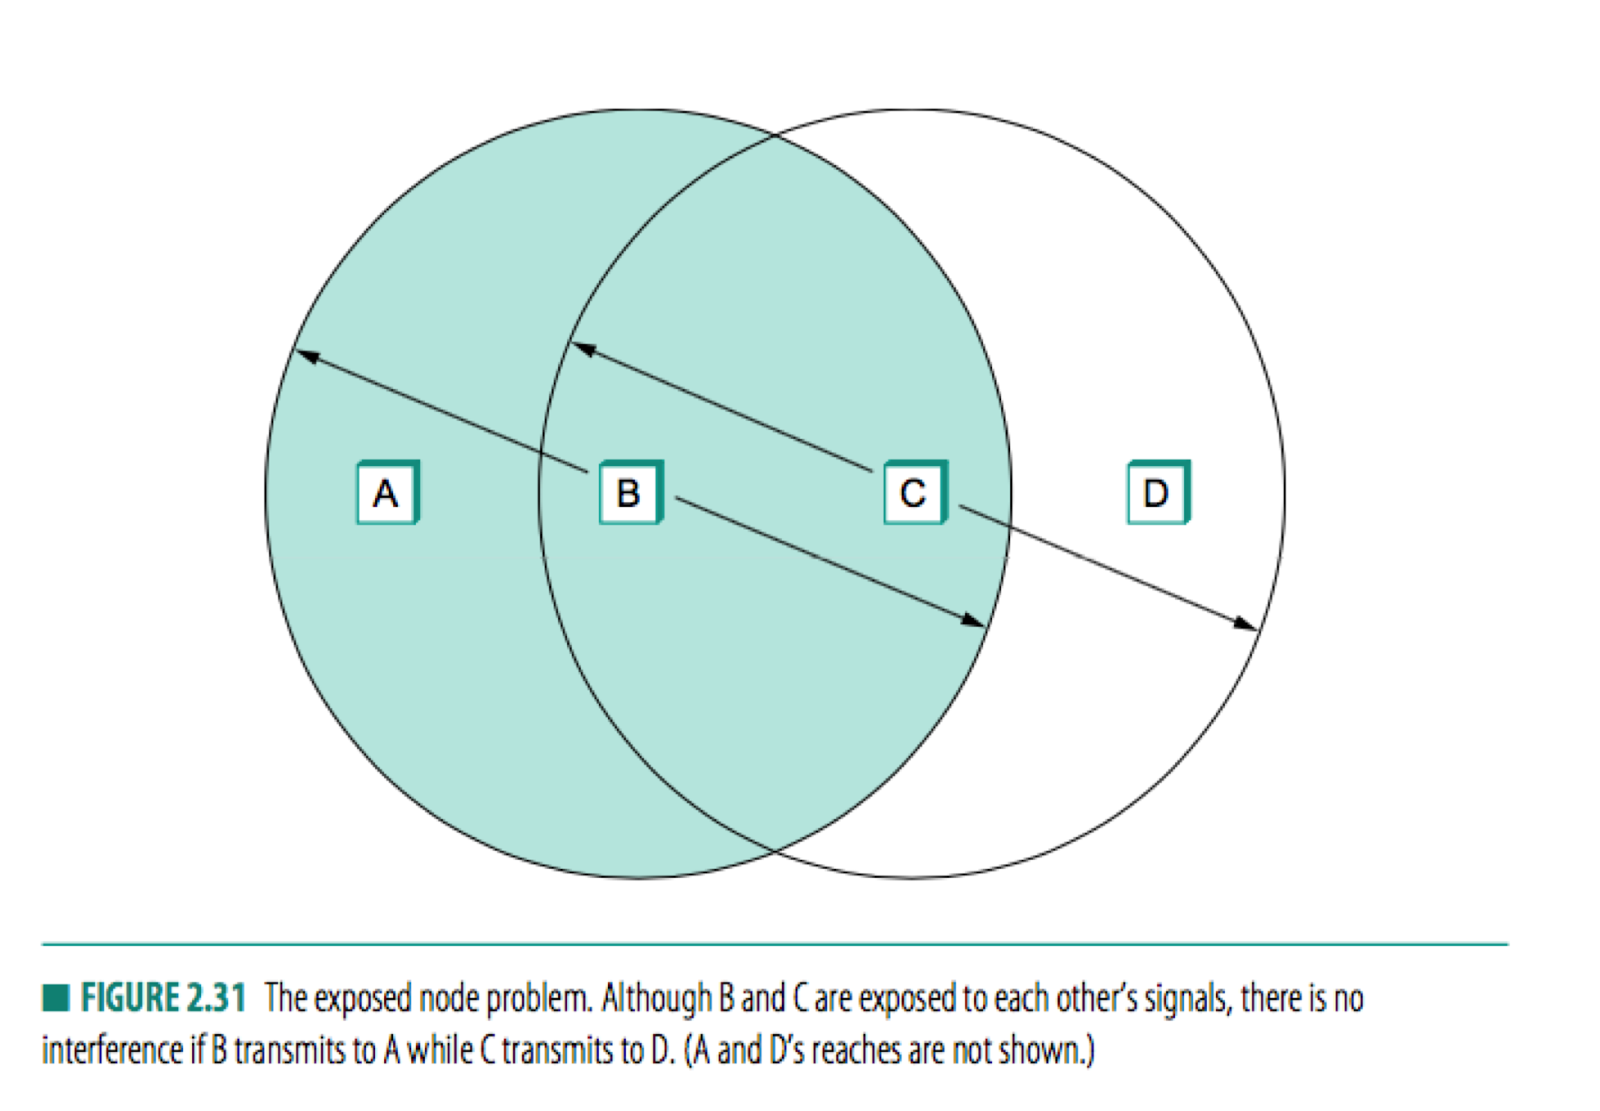 A B C D
FIGURE 2.31 The exposed node problem. Although B and C are exposed to each other's signals, there is no
interference if B transmits to A while C transmits to D. (A and D's reaches are not shown.)